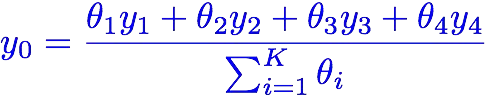 y_0 = \frac{\theta_1 y_1 + \theta_2 y_2 + \theta_3 y_3 + \theta_4 y_4}{\sum_{i=1}^{K} \theta_i}